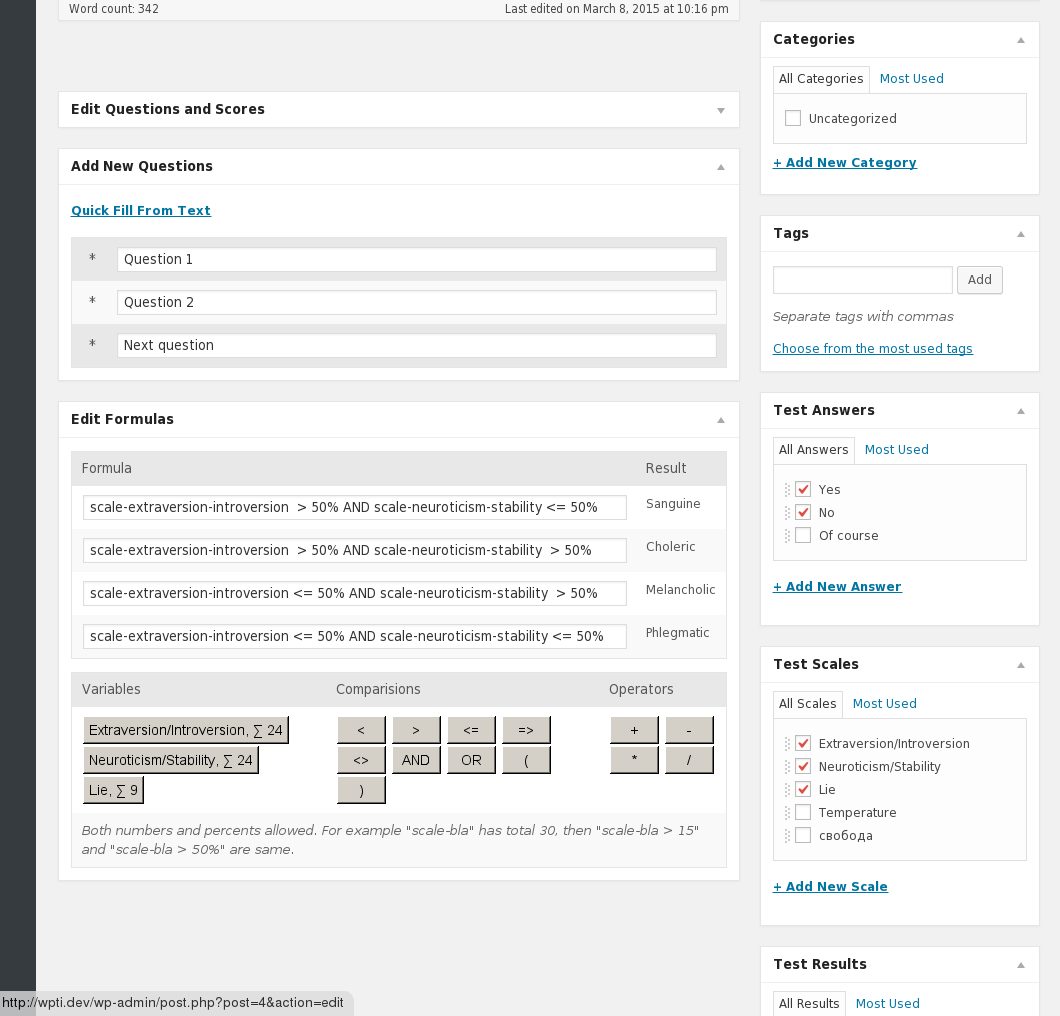 Word count: 342
Last edited on March 8, 2015 at 10:16 pm
Edit Questions and Scores
Add New Questions
Quick Fill From Text
* Question 1
* Question 2
* Next question
Edit Formulas
Formula Result
scale-extraversion-introversion  > 50% AND scale-neuroticism-stability <= 50% Sanguine
scale-extraversion-introversion  > 50% AND scale-neuroticism-stability  > 50% Choleric
scale-extraversion-introversion <= 50% AND scale-neuroticism-stability  > 50% Melancholic
scale-extraversion-introversion <= 50% AND scale-neuroticism-stability <= 50% Phlegmatic
Variables Comparisions Operators
Extraversion/Introversion, ∑ 24 < > <= => + -
Neuroticism/Stability, ∑ 24 <> AND OR ( * /
Lie, ∑ 9 )
Both numbers and percents allowed. For example "scale-bla" has total 30, then "scale-bla > 15"
and "scale-bla > 50%" are same.
Categories
All Categories Most Used
Uncategorized
+ Add New Category
Tags
Add
Separate tags with commas
Choose from the most used tags
Test Answers
All Answers Most Used
Yes
No
Of course
+ Add New Answer
Test Scales
All Scales Most Used
Extraversion/Introversion
Neuroticism/Stability
Lie
Temperature
свобода
+ Add New Scale
Test Results
All Results Most Used
http://wpti.dev/wp-admin/post.php?post=4&action=edit